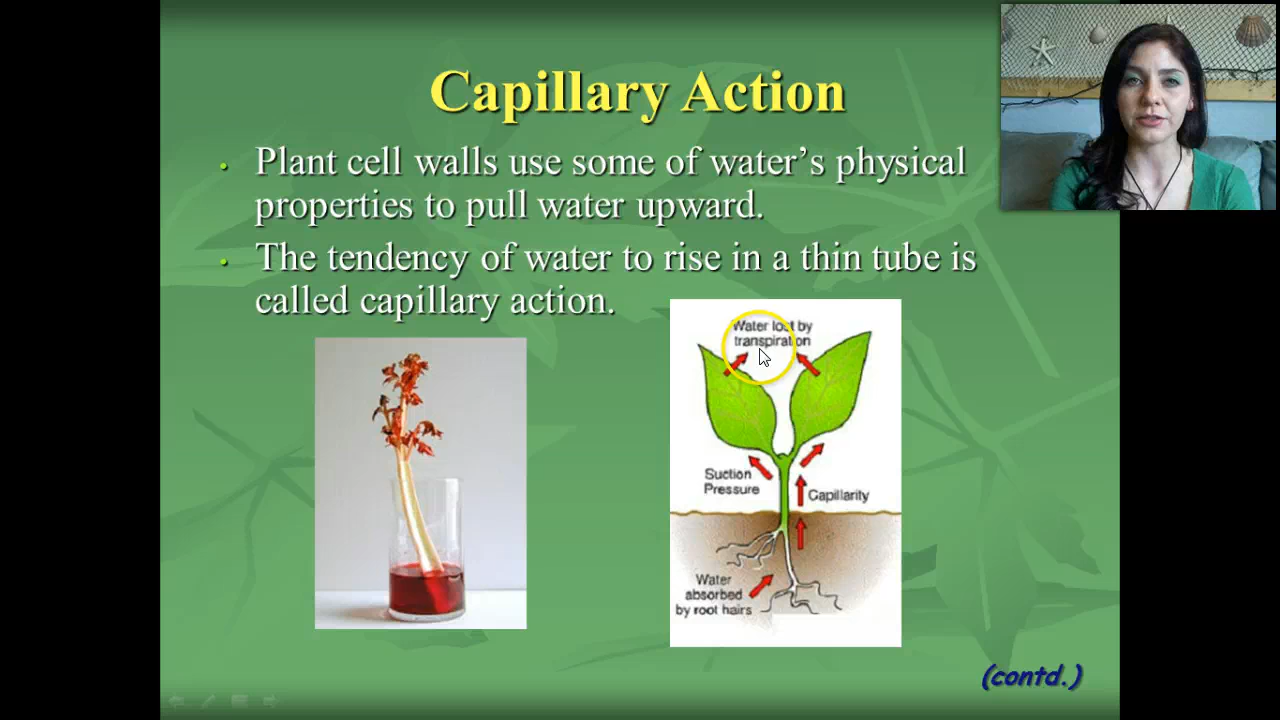 Capillary Action
• Plant cell walls use some of water's physical
properties to pull water upward.
• The tendency of water to rise in a thin tube is
called capillary action.
Water lost by
transpiration
Suction
Pressure
Capillarity
Water
absorbed
by root hairs
(contd.)